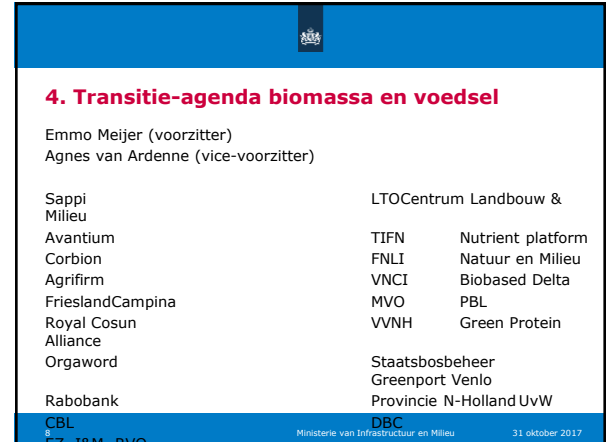 4. Transitie-agenda biomassa en voedsel
Emmo Meijer (voorzitter)
Agnes van Ardenne (vice-voorzitter)
Sappi LTOCentrum Landbouw &
Milieu
Avantium TIFN Nutrient platform
Corbion FNLI Natuur en Milieu
Agrifirm VNCI Biobased Delta
FrieslandCampina MVO PBL
Royal Cosun VVNH Green Protein
Alliance
Orgaword Staatsbosbeheer
Greenport Venlo
Rabobank Provincie N-Holland UvW
CBL DBC
8 Ministerie van Infrastructuur en Milieu 31 oktober 2017
EZ, I&M, RVO